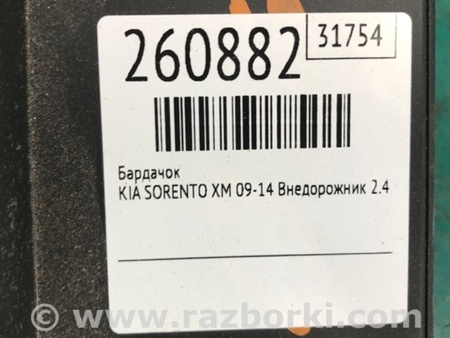 260882
31754
Бардачок
KIA SORENTO XM 09-14 Внедорожник 2.4
www.razborki.com